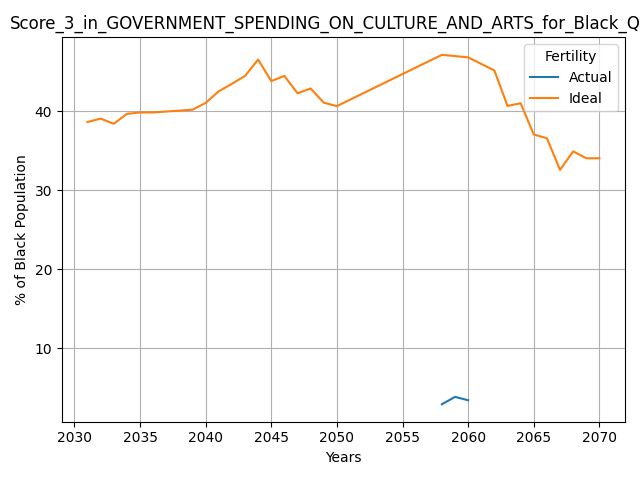 Score_3_in_GOVERNMENT_SPENDING_ON_CULTURE_AND_ARTS_for_Black_Q
Fertility
Actual
Ideal
% of Black Population
40
30
20
10
2030 2035 2040 2045 2050 2055 2060 2065 2070
Years